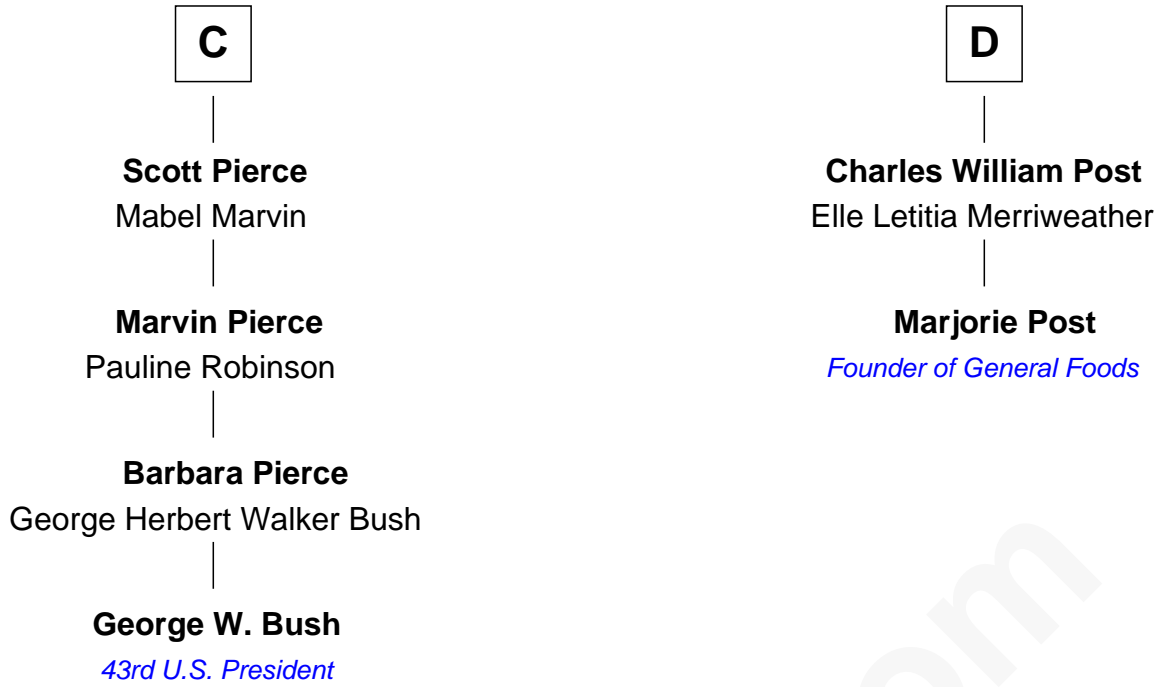 C
Scott Pierce
Mabel Marvin
Marvin Pierce
Pauline Robinson
Barbara Pierce
George Herbert Walker Bush
George W. Bush
43rd U.S. President
D
Charles William Post
Elle Letitia Merriweather
Marjorie Post
Founder of General Foods
om